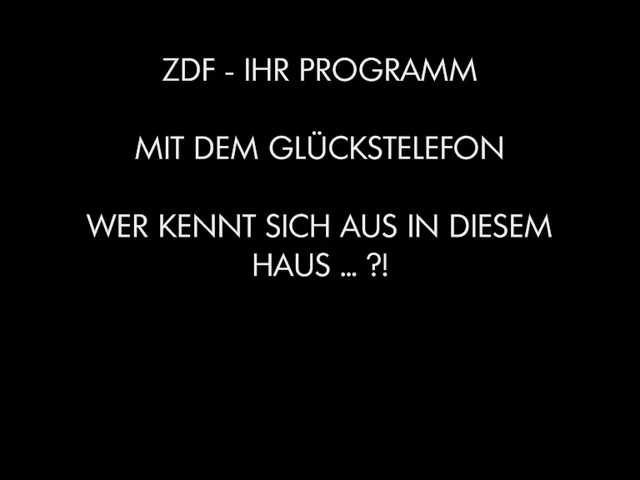 ZDF - IHR PROGRAMM
MIT DEM GLÜCKSTELEFON
WER KENNT SICH AUS IN DIESEM
HAUS ... ?!